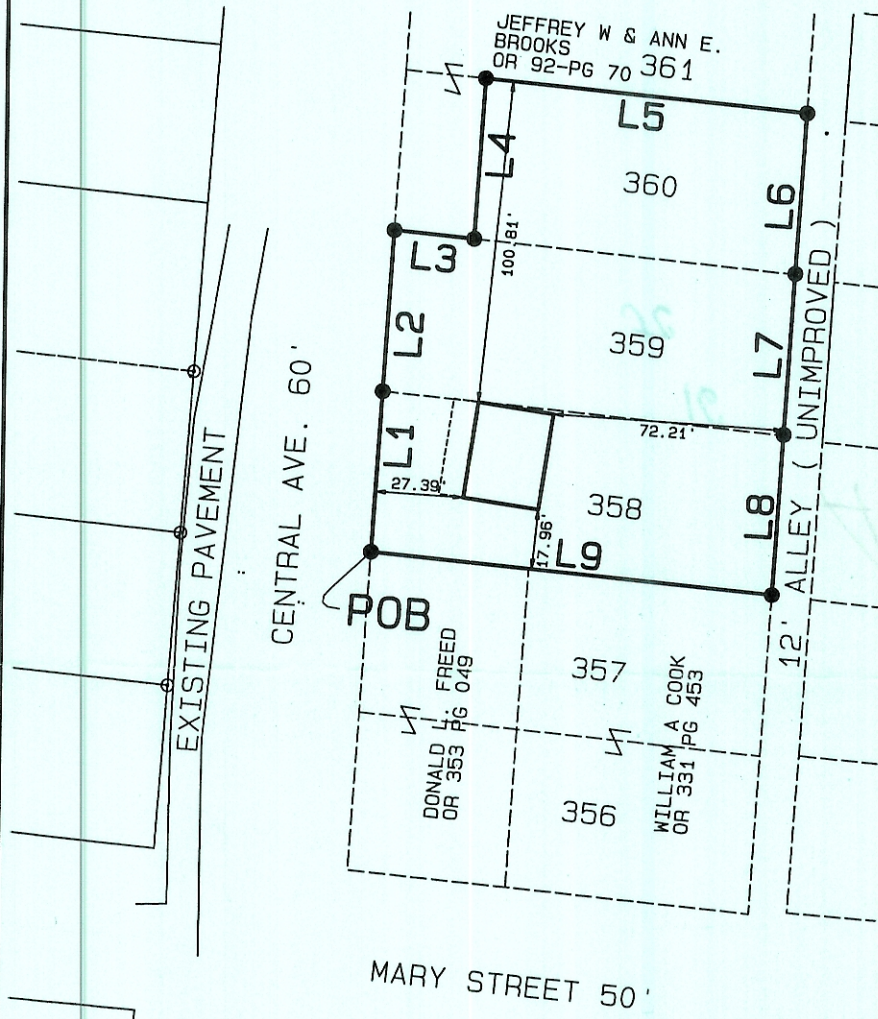 JEFFREY W & ANN E.
BROOKS
OR 92-PG 70 361
L5
L4
360
L6
100.81'
L3
L2
359
L7
26
91
72.21'
L1
27.39'
358
L8
17.96'
L9
POB
CENTRAL AVE. 60'
EXISTING PAVEMENT
12' ALLEY ( UNIMPROVED )
357
DONALD L. FREED
OR 353 PG 049
WILLIAM A COOK
OR 331 PG 453
356
MARY STREET 50'